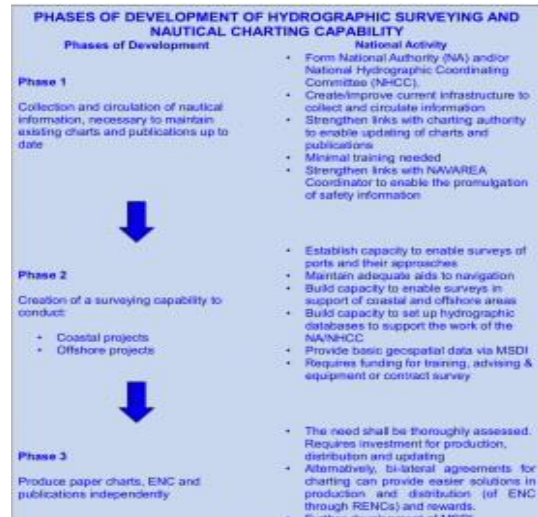 PHASES OF DEVELOPMENT OF HYDROGRAPHIC SURVEYING AND
NAUTICAL CHARTING CAPABILITY
Phases of Development
National Activity
Phase 1
Collection and circulation of nautical
information, necessary to maintain
existing charts and publications up to
date
• Form National Authority (NA) and/or
National Hydrographic Coordinating
Committee (NHCC).
• Create/Improve current infrastructure to
collect and circulate information
• Strengthen links with charting authority
to enable updating of charts and
publications
• Minimal training needed
• Strengthen links with NAVAREA
Coordinator to enable the promulgation
of safety information
Phase 2
Creation of a surveying capability to
conduct:
• Coastal projects
• Offshore projects
• Establish capacity to enable surveys of
ports and their approaches
• Maintain adequate aids to navigation
• Build capacity to enable surveys in
support of coastal and offshore areas
• Build capacity to set up hydrographic
databases to support the work of the
NA/NHCC
• Provide basic geospatial data via MSDI
• Requires funding for training, advising &
equipment or contract survey
Phase 3
Produce paper charts, ENC and
publications independently
• The need shall be thoroughly assessed.
Requires investment for production,
distribution and updating
• Alternatively, bi-lateral agreements for
charting can provide easier solutions in
production and distribution (of ENC
through RENCs) and rewards.
• Further development of MSDI